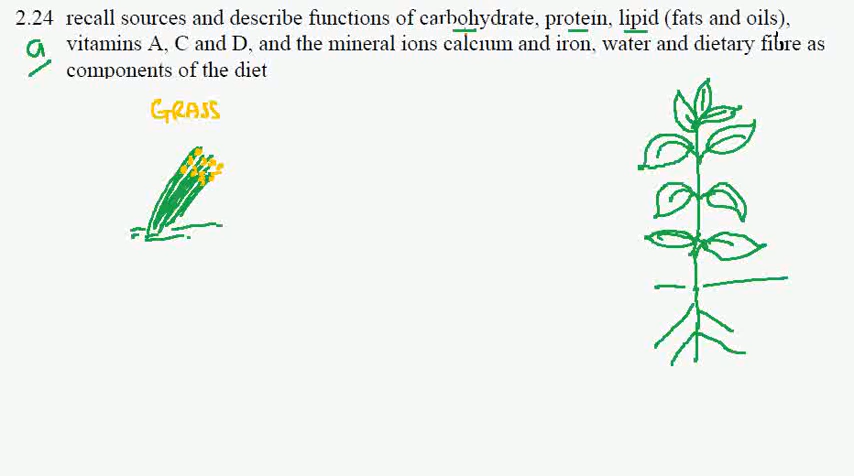 2.24 recall sources and describe functions of carbohydrate, protein, lipid (fats and oils),
a vitamins A, C and D, and the mineral ions calcium and iron, water and dietary fibre as
components of the diet
GRASS